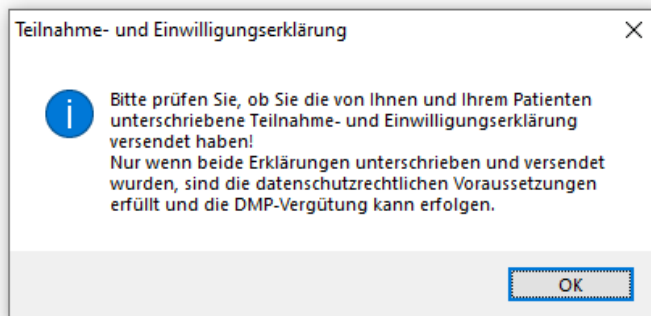 Teilnahme- und Einwilligungserklärung
Bitte prüfen Sie, ob Sie die von Ihnen und Ihrem Patienten
unterschriebene Teilnahme- und Einwilligungserklärung
versendet haben!
Nur wenn beide Erklärungen unterschrieben und versendet
wurden, sind die datenschutzrechtlichen Voraussetzungen
erfüllt und die DMP-Vergütung kann erfolgen.
OK